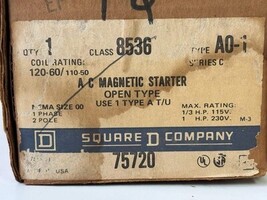 QTY. 1 CLASS 8536 TYPE AO-1
COIL RATING: SERIES C
120-60/110-50
A C MAGNETIC STARTER
OPEN TYPE
USE 1 TYPE A T/U
NEMA SIZE 00
1 PHASE
2 POLE
MAX. RATING:
1/3 H.P. 115V.
1 H.P. 230V. M-3
D SQUARE D COMPANY
75720
USA
UL